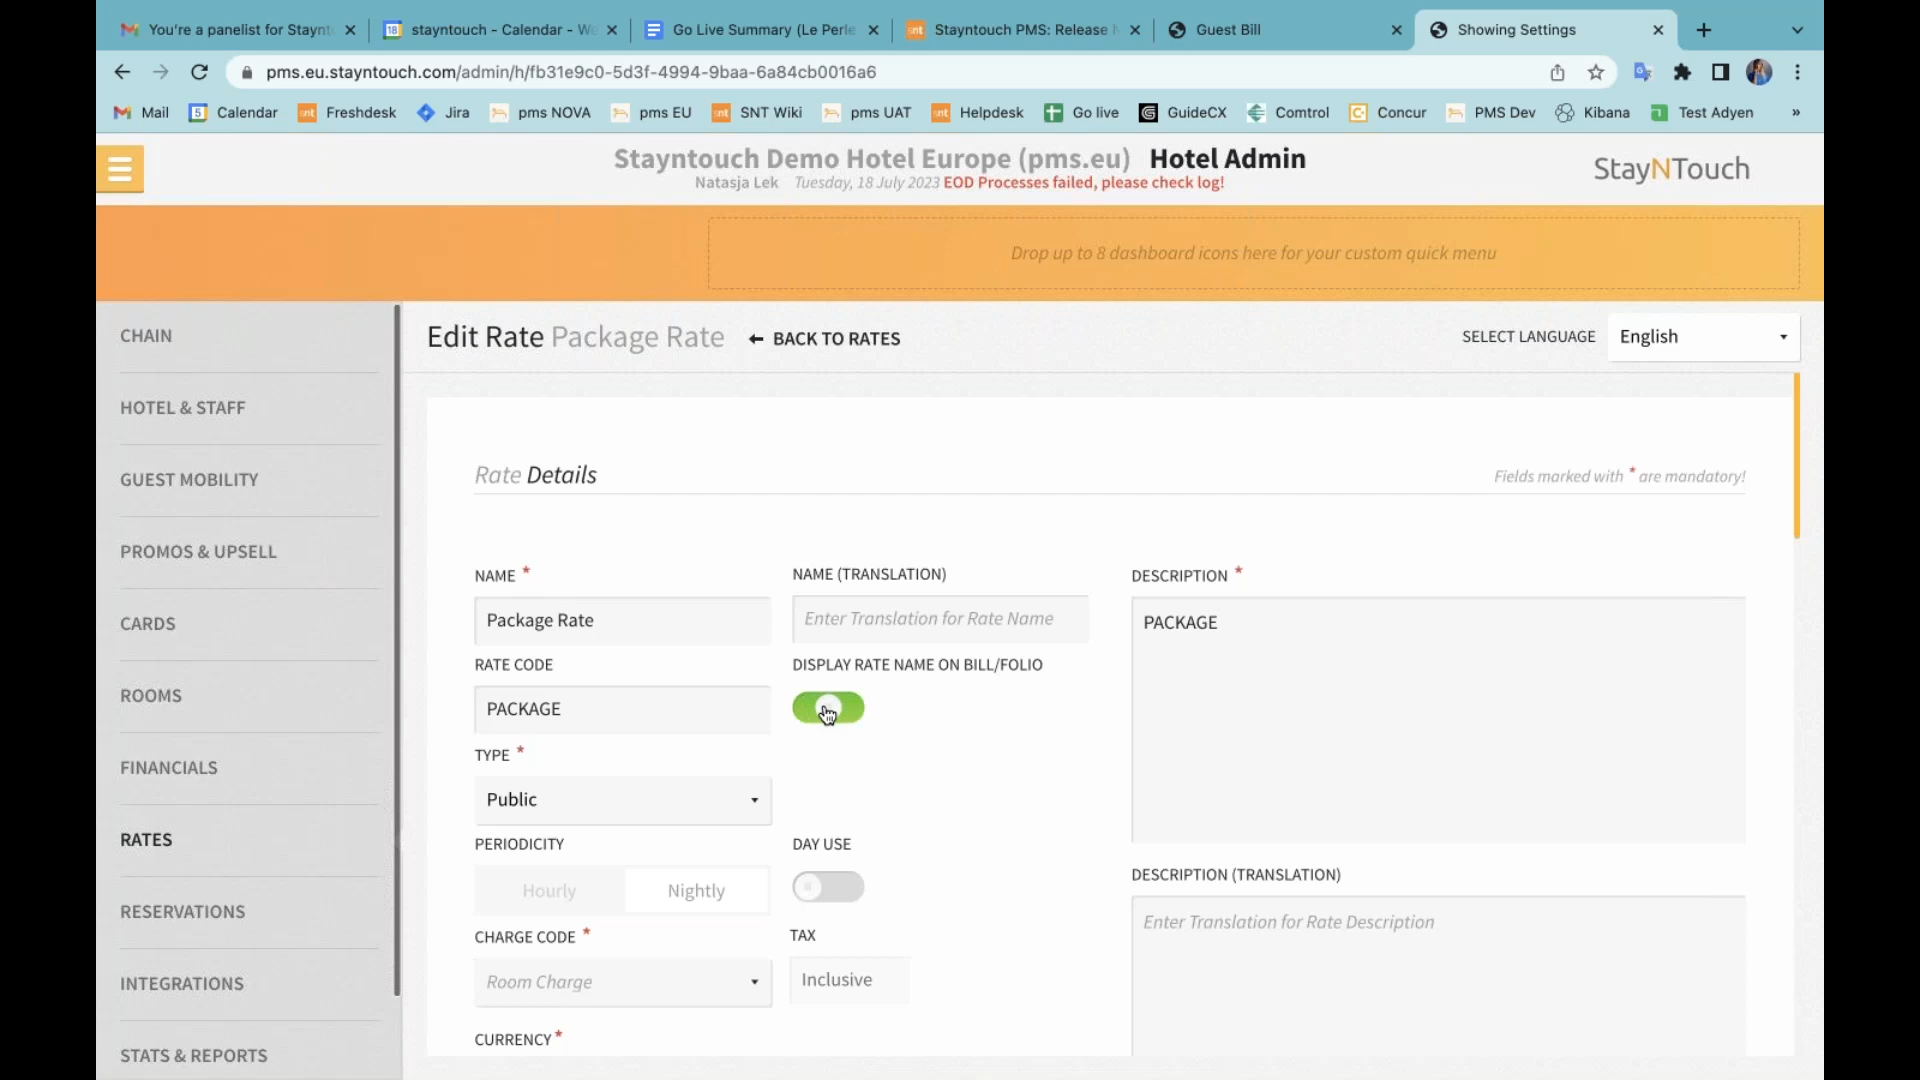 You're a panelist for Staynt
18 stayntouch - Calendar - We
Go Live Summary (Le Perle
snt Stayntouch PMS: Release N
Guest Bill
Showing Settings
pms.eu.stayntouch.com/admin/h/fb31e9c0-5d3f-4994-9baa-6a84cb0016a6
Mail
5 Calendar
snt Freshdesk
Jira
pms NOVA
pms EU
snt SNT Wiki
pms UAT
snt Helpdesk
Go live
GuideCX
Comtrol
Concur
PMS Dev
Kibana
Test Adyen
»
Stayntouch Demo Hotel Europe (pms.eu) Hotel Admin
Natasja Lek Tuesday, 18 July 2023 EOD Processes failed, please check log!
StayNTouch
Drop up to 8 dashboard icons here for your custom quick menu
CHAIN
HOTEL & STAFF
GUEST MOBILITY
PROMOS & UPSELL
CARDS
ROOMS
FINANCIALS
RATES
RESERVATIONS
INTEGRATIONS
STATS & REPORTS
Edit Rate Package Rate
BACK TO RATES
SELECT LANGUAGE
English
Rate Details
Fields marked with * are mandatory!
NAME *
Package Rate
NAME (TRANSLATION)
Enter Translation for Rate Name
RATE CODE
PACKAGE
DISPLAY RATE NAME ON BILL/FOLIO
TYPE *
Public
PERIODICITY
Hourly
Nightly
DAY USE
CHARGE CODE *
Room Charge
TAX
Inclusive
CURRENCY *
DESCRIPTION *
PACKAGE
DESCRIPTION (TRANSLATION)
Enter Translation for Rate Description